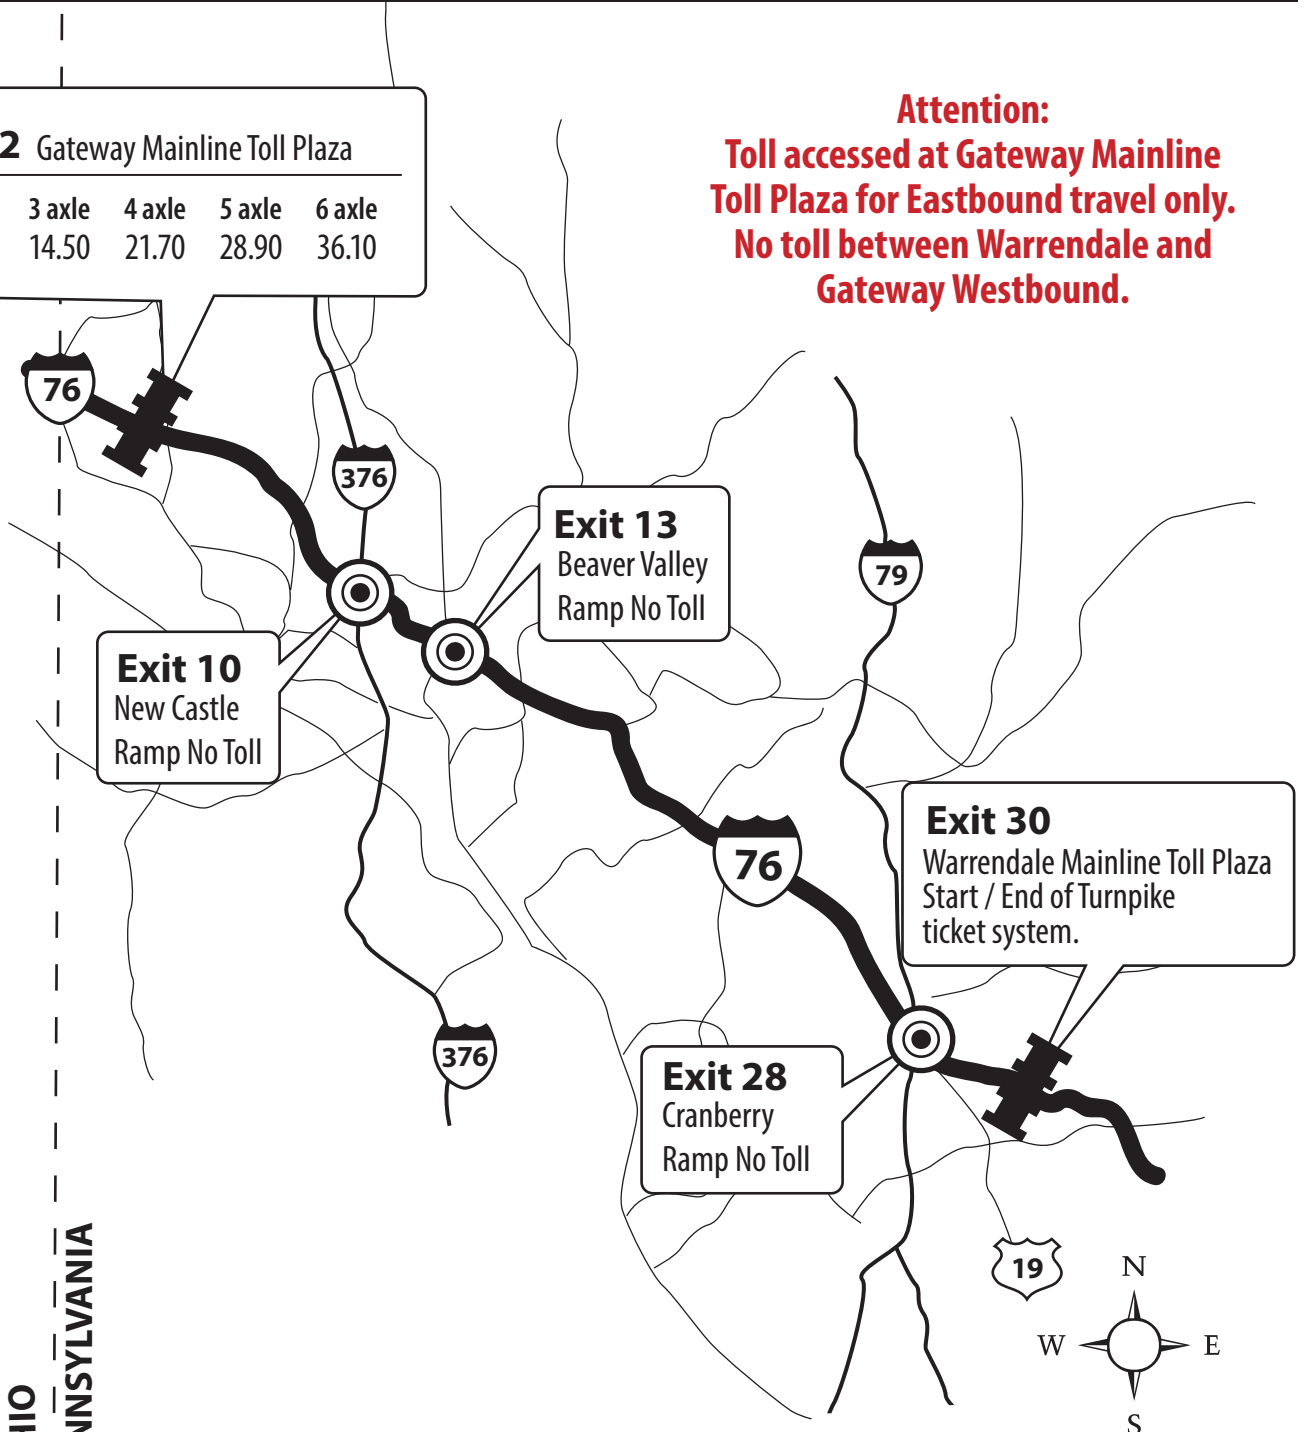 2 Gateway Mainline Toll Plaza
3 axle 4 axle 5 axle 6 axle
14.50 21.70 28.90 36.10
Attention:
Toll accessed at Gateway Mainline
Toll Plaza for Eastbound travel only.
No toll between Warrendale and
Gateway Westbound.
76
376
Exit 13
Beaver Valley
Ramp No Toll
79
Exit 10
New Castle
Ramp No Toll
76
Exit 30
Warrendale Mainline Toll Plaza
Start / End of Turnpike
ticket system.
376
Exit 28
Cranberry
Ramp No Toll
19
N
W E
S
HIO
NNSYLVANIA